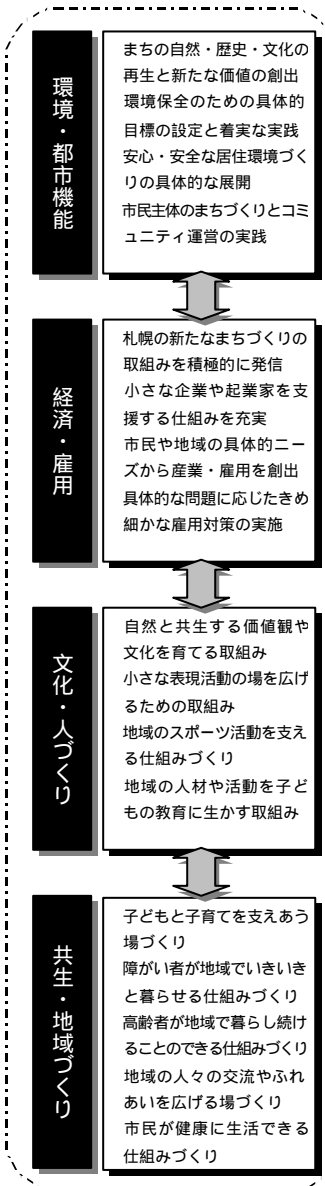 環境・都市機能
まちの自然・歴史・文化の
再生と新たな価値の創出
環境保全のための具体的
目標の設定と着実な実践
安心・安全な居住環境づく
りの具体的な展開
市民主体のまちづくりとコミ
ュニティ運営の実践
経済・雇用
札幌の新たなまちづくりの
取組みを積極的に発信
小さな企業や起業家を支
援する仕組みを充実
市民や地域の具体的ニー
ズから産業・雇用を創出
具体的な問題に応じたきめ
細かな雇用対策の実施
文化・人づくり
自然と共生する価値観や
文化を育てる取組み
小さな表現活動の場を広げ
るための取組み
地域のスポーツ活動を支え
る仕組みづくり
地域の人材や活動を子ど
もの教育に生かす取組み
共生・地域づくり
子どもと子育てを支えあう
場づくり
障がい者が地域でいきいき
と暮らせる仕組みづくり
高齢者が地域で暮らし続け
ることのできる仕組みづくり
地域の人々の交流やふれ
あいを広げる場づくり
市民が健康に生活できる
仕組みづくり